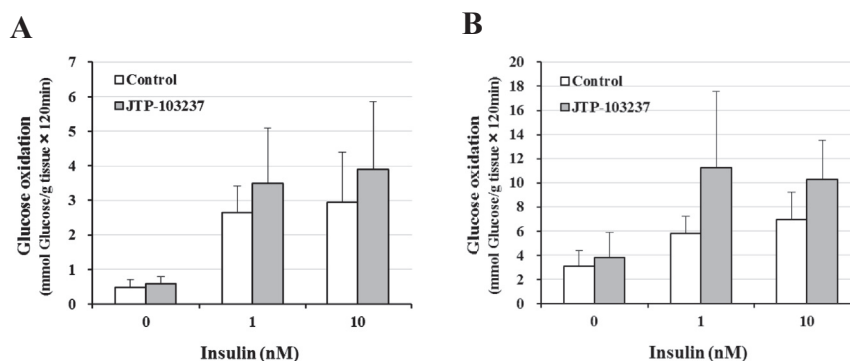 A
Glucose oxidation
(mmol Glucose/g tissue × 120min)
7
6
5
4
3
2
1
0
Control
JTP-103237
0 1 10
Insulin (nM)
B
Glucose oxidation
(mmol Glucose/g tissue × 120min)
20
18
16
14
12
10
8
6
4
2
0
Control
JTP-103237
0 1 10
Insulin (nM)